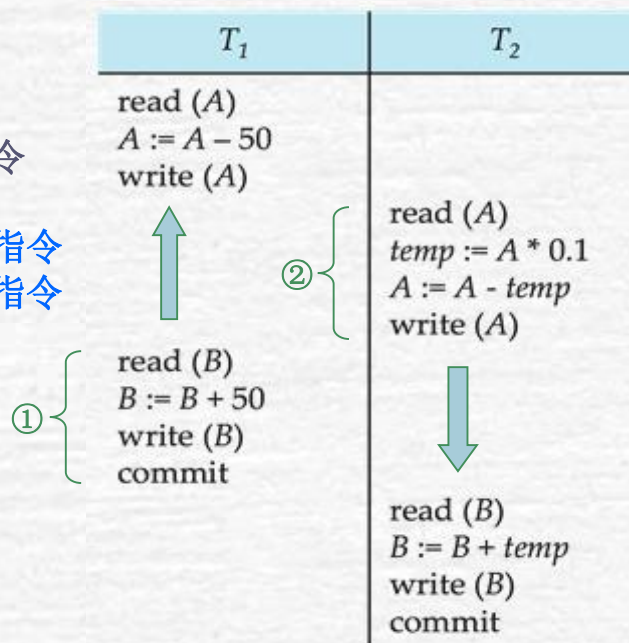 T₁ T₂
read (A)
A := A – 50
write (A)
令
read (A)
temp := A * 0.1
A := A - temp
write (A)
指令
指令
②
read (B)
B := B + 50
write (B)
commit
①
read (B)
B := B + temp
write (B)
commit